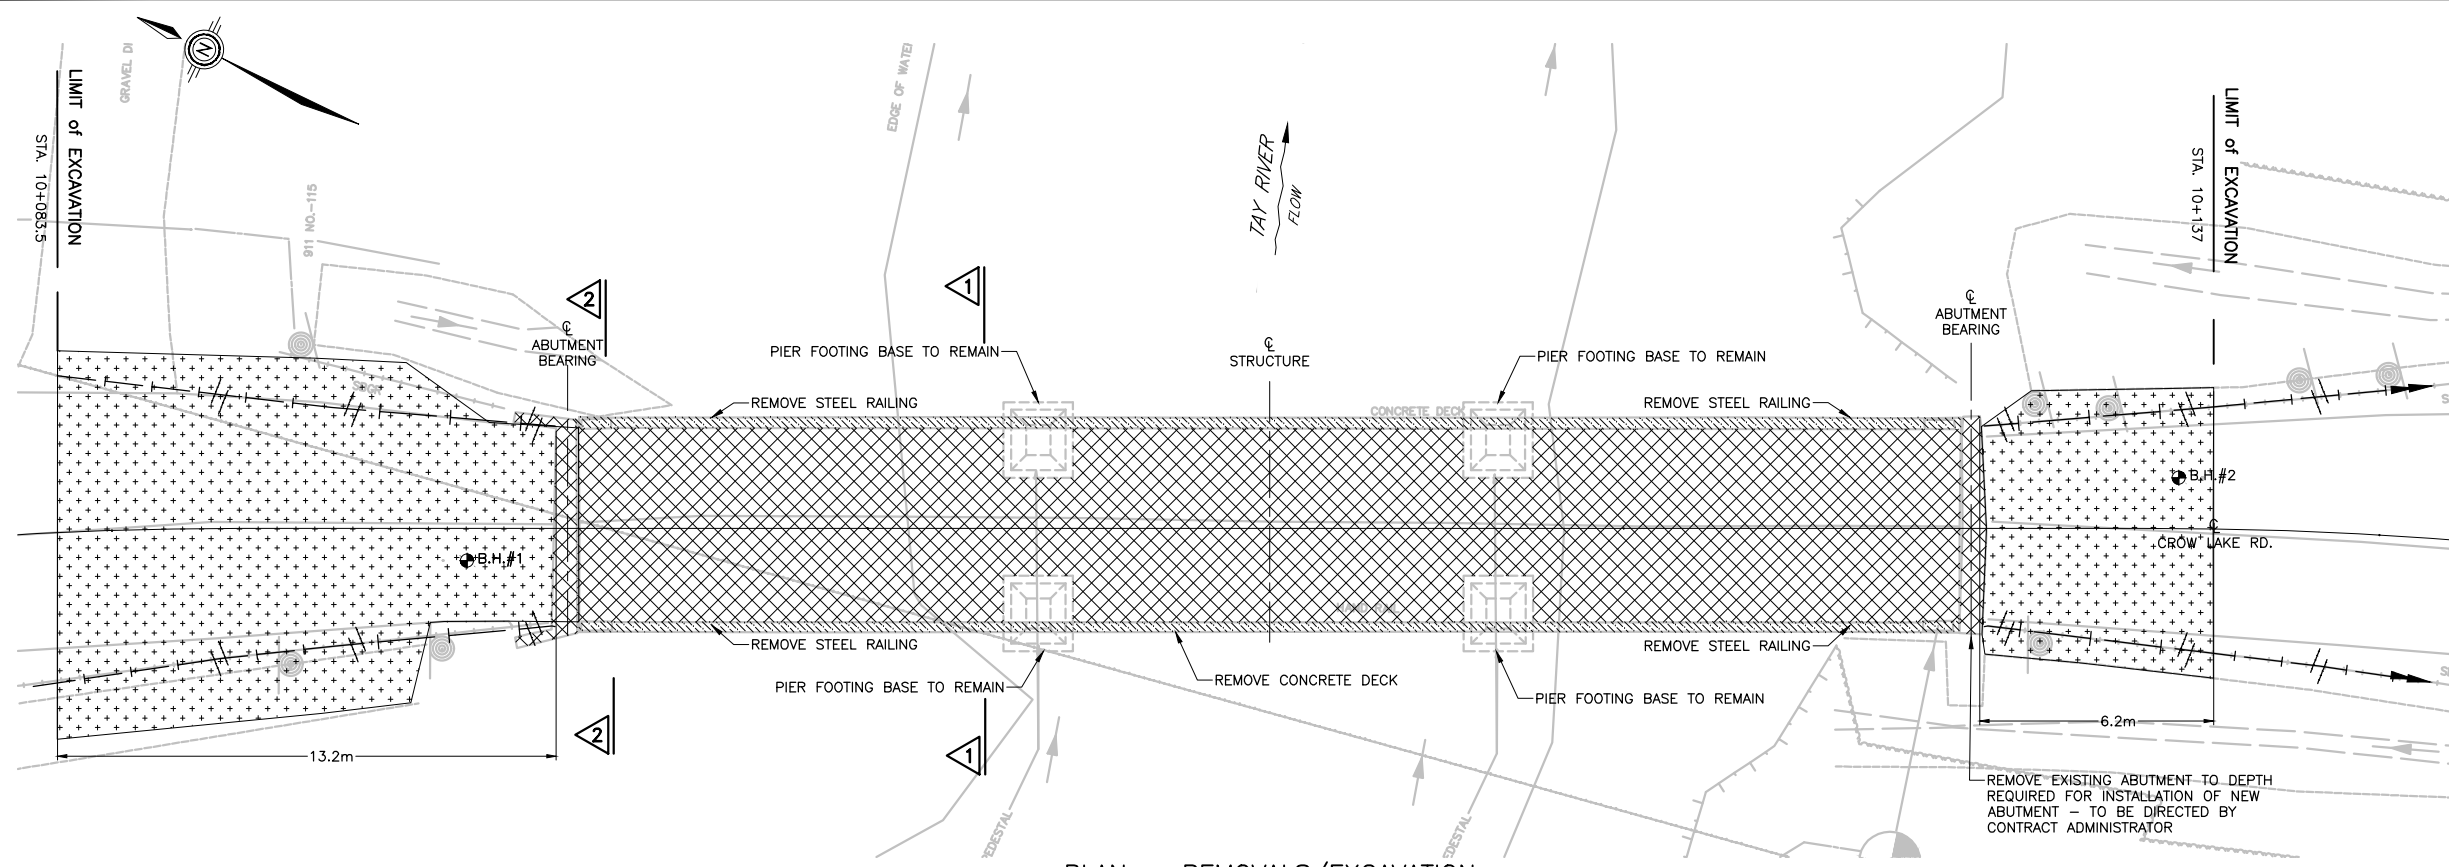 N
GRAVEL DI
LIMIT of EXCAVATION
STA. 10+083.5
911 NO.-115
EDGE OF WATER
TAY RIVER
FLOW
LIMIT of EXCAVATION
STA. 10+137
2
1
℄
ABUTMENT
BEARING
PIER FOOTING BASE TO REMAIN
℄
STRUCTURE
PIER FOOTING BASE TO REMAIN
℄
ABUTMENT
BEARING
REMOVE STEEL RAILING
CONCRETE DECK
REMOVE STEEL RAILING
B.H.#1
B.H.#2
℄
CROW LAKE RD.
HAND RAIL
REMOVE STEEL RAILING
REMOVE STEEL RAILING
PIER FOOTING BASE TO REMAIN
REMOVE CONCRETE DECK
PIER FOOTING BASE TO REMAIN
2
1
13.2m
6.2m
REMOVE EXISTING ABUTMENT TO DEPTH
REQUIRED FOR INSTALLATION OF NEW
ABUTMENT – TO BE DIRECTED BY
CONTRACT ADMINISTRATOR
PEDESTAL
PEDESTAL
PLAN – REMOVALS/EXCAVATION